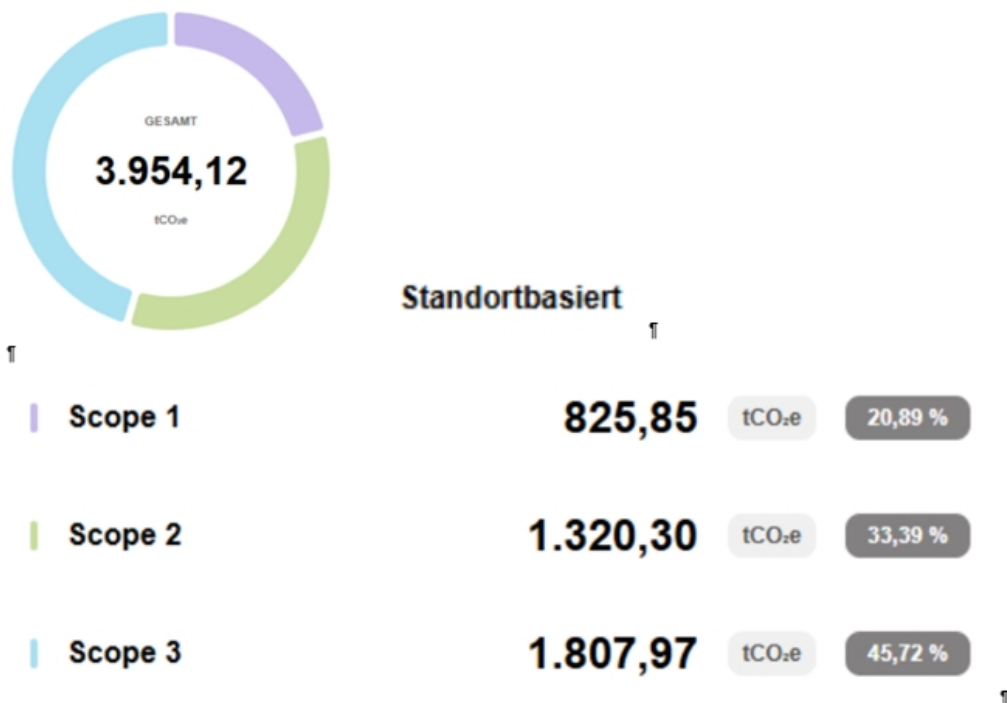 GESAMT
3.954,12
tCO₂e
Standortbasiert
¶
¶
Scope 1 825,85 tCO₂e 20,89 %
Scope 2 1.320,30 tCO₂e 33,39 %
Scope 3 1.807,97 tCO₂e 45,72 %
¶